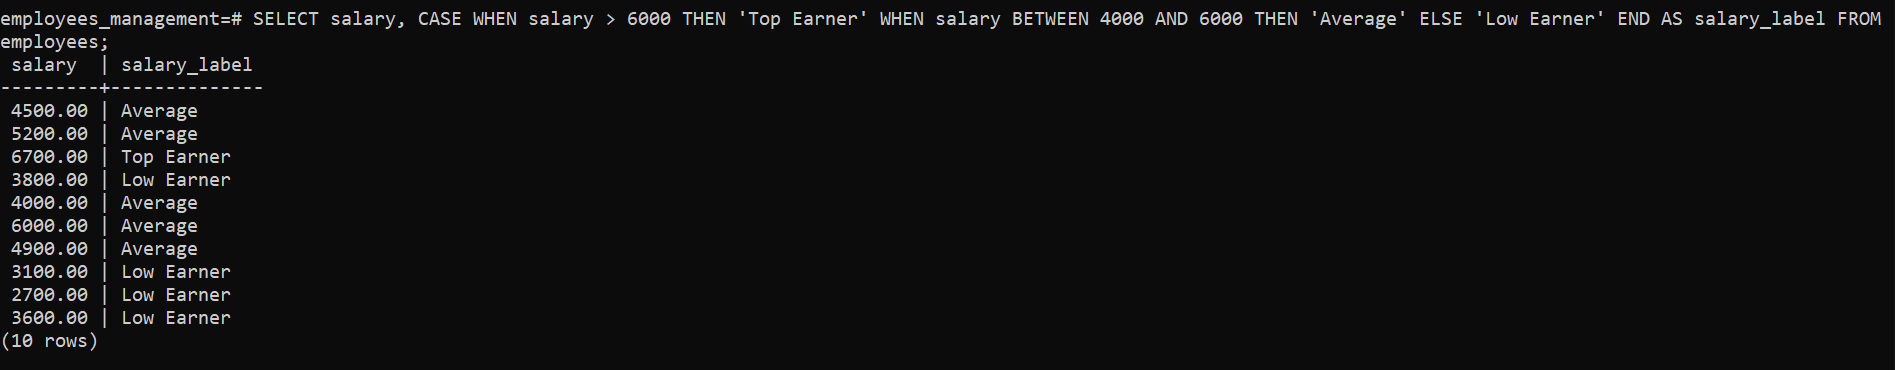 employees_management=# SELECT salary, CASE WHEN salary > 6000 THEN 'Top Earner' WHEN salary BETWEEN 4000 AND 6000 THEN 'Average' ELSE 'Low Earner' END AS salary_label FROM
employees;
 salary  | salary_label
---------+--------------
 4500.00 | Average
 5200.00 | Average
 6700.00 | Top Earner
 3800.00 | Low Earner
 4000.00 | Average
 6000.00 | Average
 4900.00 | Average
 3100.00 | Low Earner
 2700.00 | Low Earner
 3600.00 | Low Earner
(10 rows)